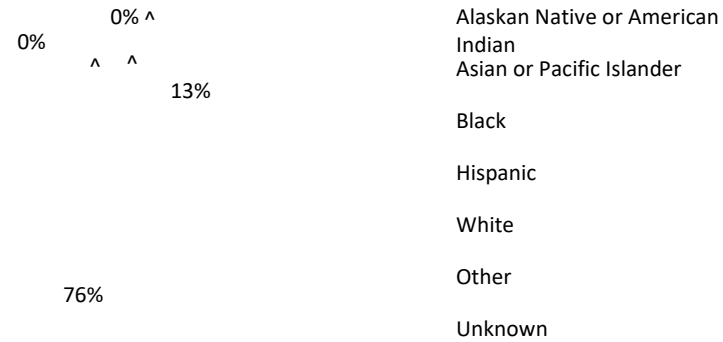 0% ^
0%
^ ^
13%
76%
Alaskan Native or American
Indian
Asian or Pacific Islander
Black
Hispanic
White
Other
Unknown